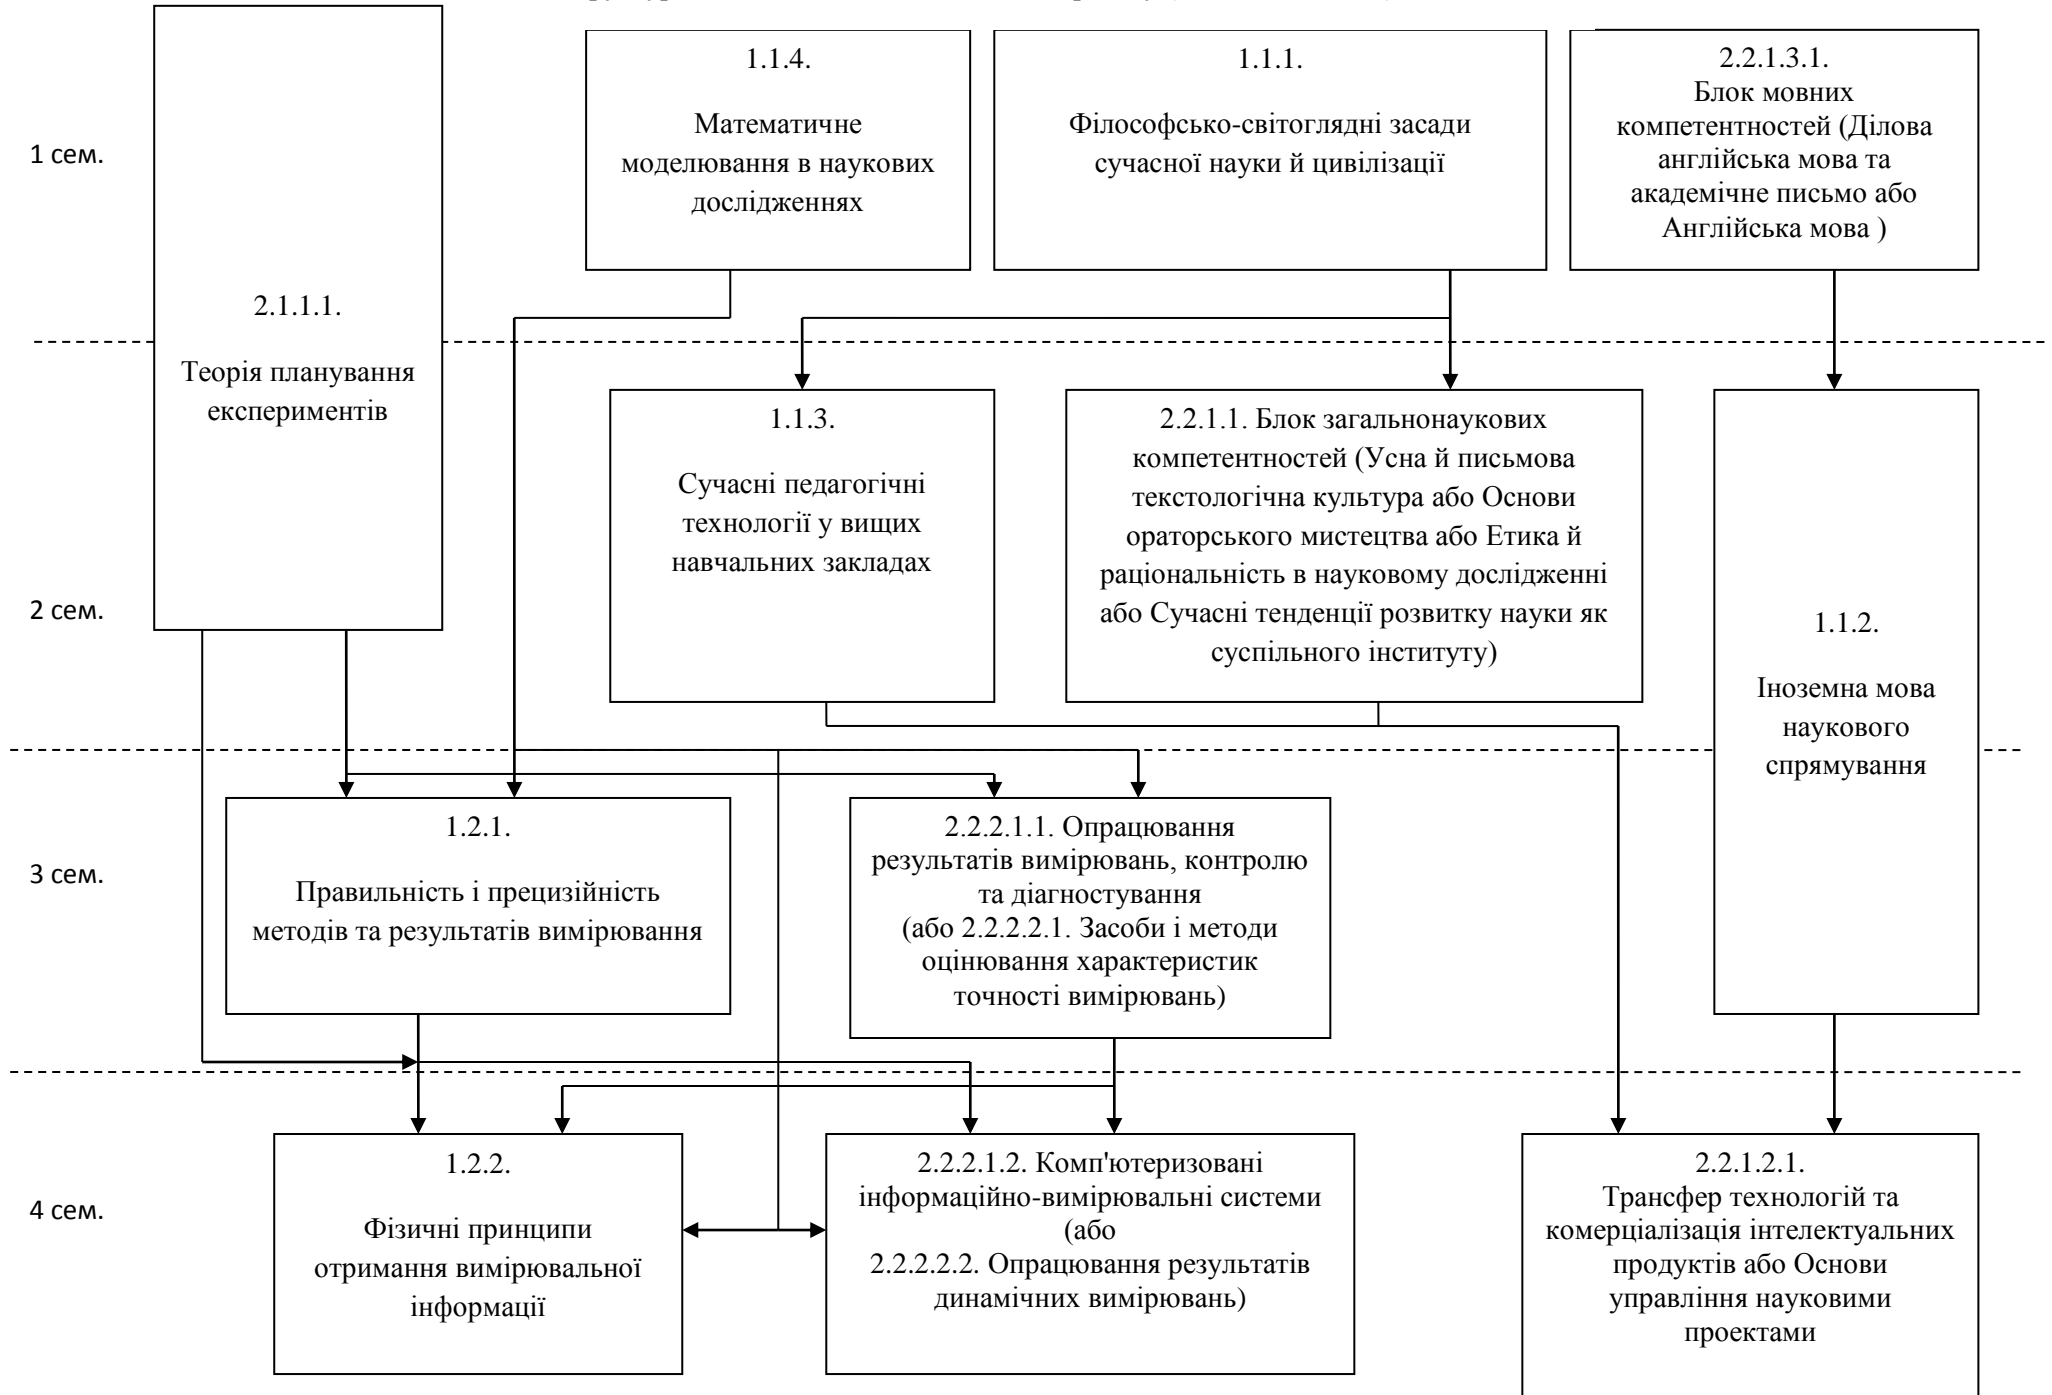 1 сем.
1.1.4.
Математичне
моделювання в наукових
дослідженнях
1.1.1.
Філософсько-світоглядні засади
сучасної науки й цивілізації
2.2.1.3.1.
Блок мовних
компетентностей (Ділова
англійська мова та
академічне письмо або
Англійська мова )
2.1.1.1.
Теорія планування
експериментів
2 сем.
1.1.3.
Сучасні педагогічні
технології у вищих
навчальних закладах
2.2.1.1. Блок загальнонаукових
компетентностей (Усна й письмова
текстологічна культура або Основи
ораторського мистецтва або Етика й
раціональність в науковому дослідженні
або Сучасні тенденції розвитку науки як
суспільного інституту)
1.1.2.
Іноземна мова
наукового
спрямування
3 сем.
1.2.1.
Правильність і прецизійність
методів та результатів вимірювання
2.2.2.1.1. Опрацювання
результатів вимірювань, контролю
та діагностування
(або 2.2.2.2.1. Засоби і методи
оцінювання характеристик
точності вимірювань)
4 сем.
1.2.2.
Фізичні принципи
отримання вимірювальної
інформації
2.2.2.1.2. Комп'ютеризовані
інформаційно-вимірювальні системи
(або
2.2.2.2.2. Опрацювання результатів
динамічних вимірювань)
2.2.1.2.1.
Трансфер технологій та
комерціалізація інтелектуальних
продуктів або Основи
управління науковими
проектами